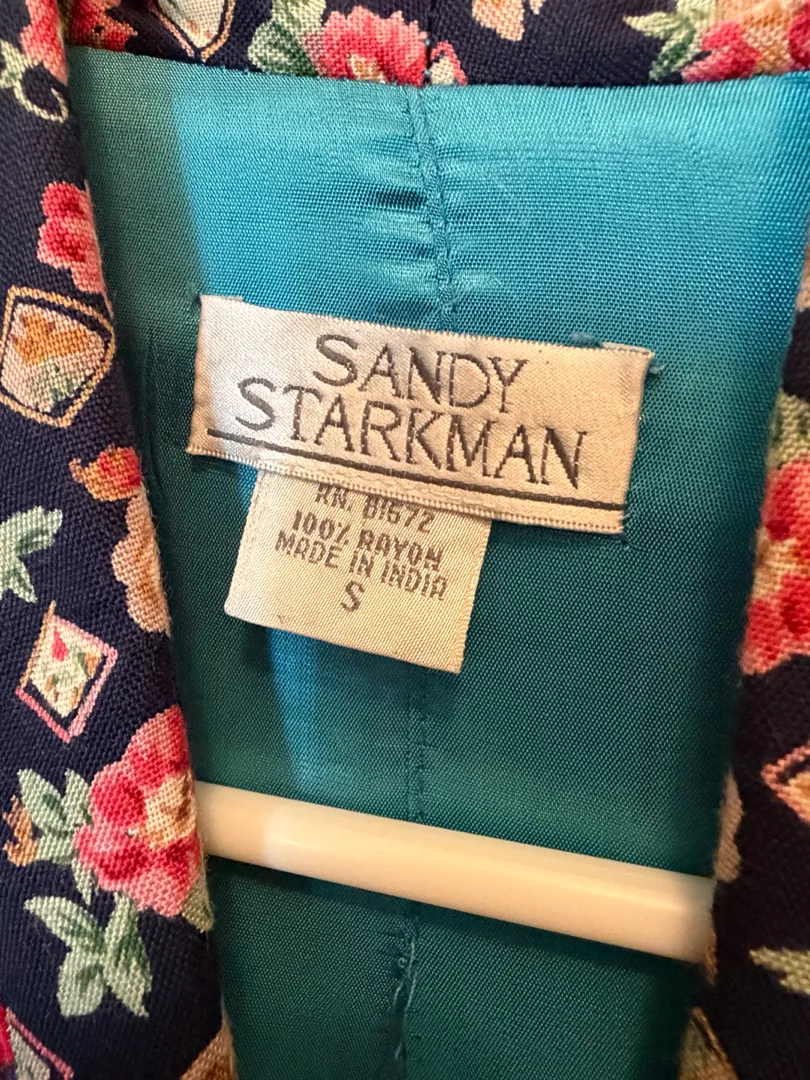 SANDY
STARKMAN
RN. 81672
100% RAYON
MADE IN INDIA
S